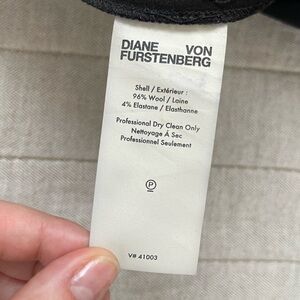 DIANE VON
FURSTENBERG
Shell / Extérieur :
96% Wool / Laine
4% Elastane / Elasthanne
Professional Dry Clean Only
Nettoyage À Sec
Professionnel Seulement
P
V# 41003